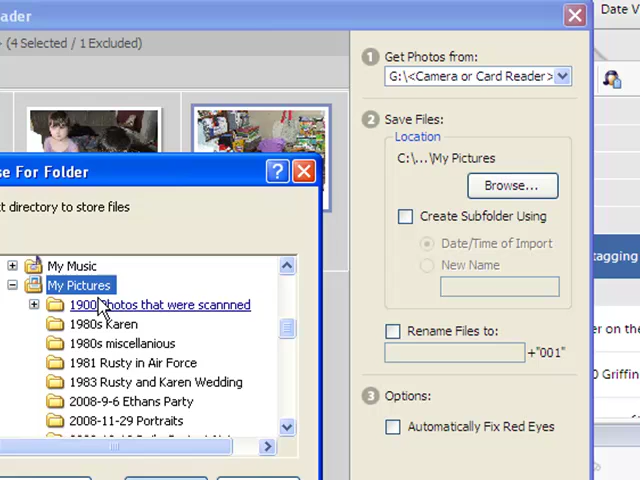 eader
Date V
(4 Selected / 1 Excluded)
1 Get Photos from:
G:\<Camera or Card Reader>
2 Save Files:
Location
C:\...\My Pictures
Browse...
Create Subfolder Using
Date/Time of Import
New Name
Rename Files to:
+"001"
3 Options:
Automatically Fix Red Eyes
se For Folder
?
t directory to store files
My Music
My Pictures
1900 Photos that were scannned
1980s Karen
1980s miscellanious
1981 Rusty in Air Force
1983 Rusty and Karen Wedding
2008-9-6 Ethans Party
2008-11-29 Portraits
tagging
er on the
0 Griffin